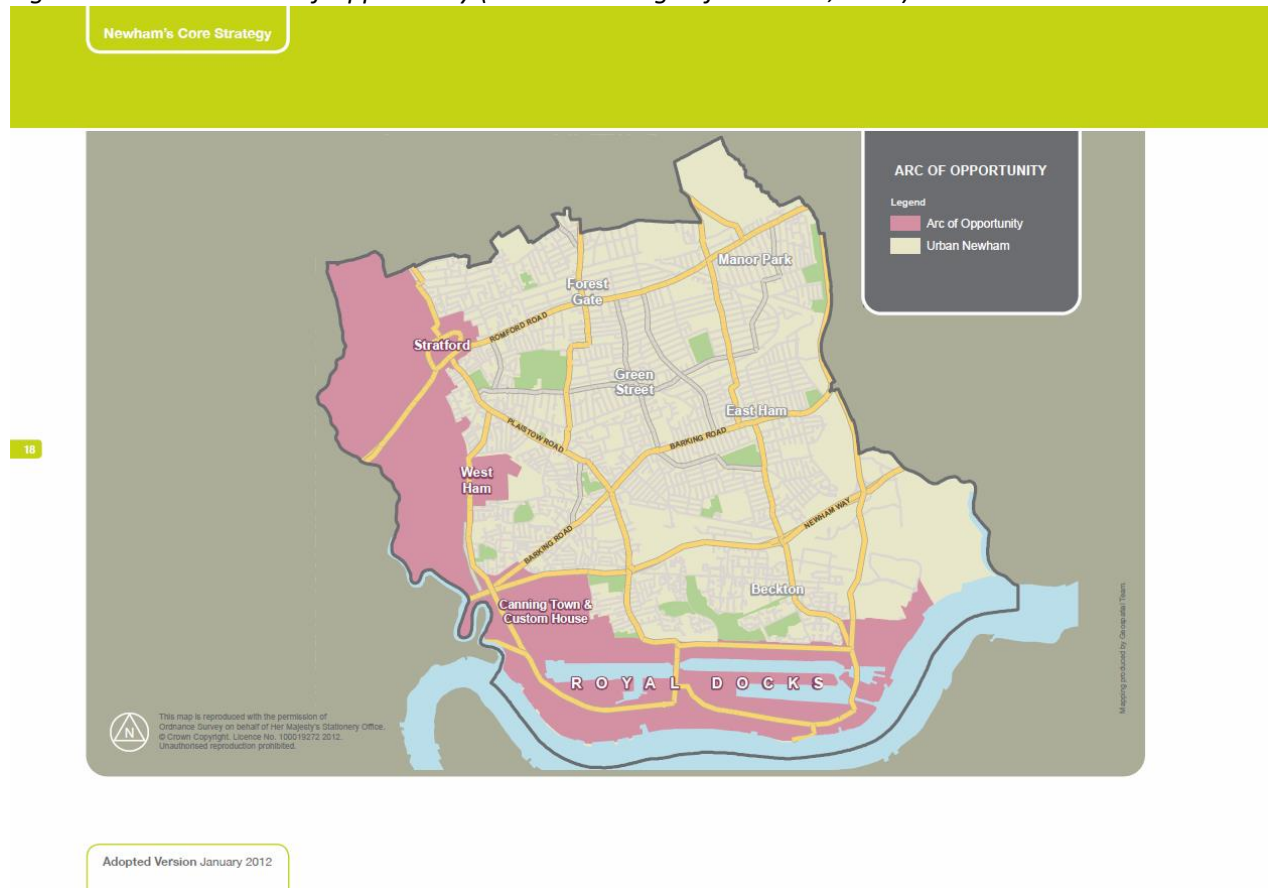 Newham's Core Strategy
ARC OF OPPORTUNITY
Legend
Arc of Opportunity
Urban Newham
Manor Park
Forest
Gate
ROMFORD ROAD
Stratford
Green
Street
East Ham
PLAISTOW ROAD
BARKING ROAD
18
West
Ham
NEWHAM WAY
BARKING ROAD
Beckton
Canning Town &
Custom House
ROYAL DOCKS
Mapping produced by Geospatial Team
N
This map is reproduced with the permission of
Ordnance Survey on behalf of Her Majesty's Stationery Office.
© Crown Copyright. Licence No. 100019272 2012.
Unauthorised reproduction prohibited.
Adopted Version January 2012